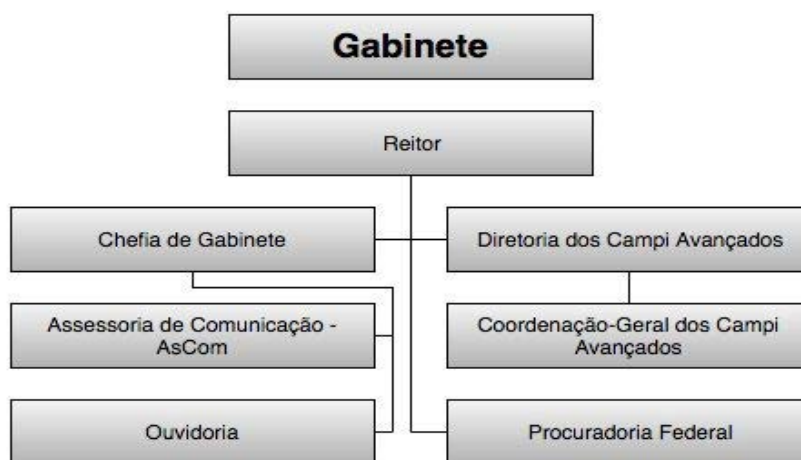 Gabinete
Reitor
Chefia de Gabinete
Diretoria dos Campi Avançados
Assessoria de Comunicação -
AsCom
Coordenação-Geral dos Campi
Avançados
Ouvidoria
Procuradoria Federal